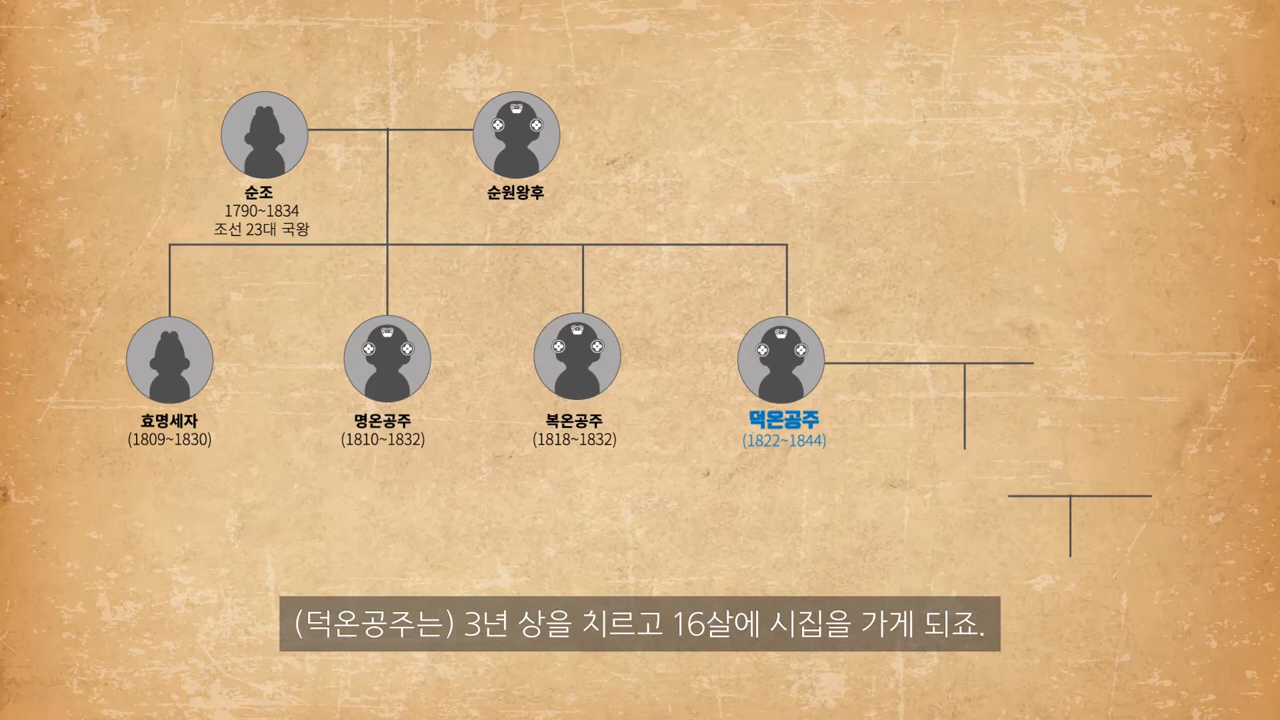 순조
1790~1834
조선 23대 국왕
순원왕후
효명세자
(1809~1830)
명온공주
(1810~1832)
복온공주
(1818~1832)
덕온공주
(1822~1844)
(덕온공주는) 3년 상을 치르고 16살에 시집을 가게 되죠.